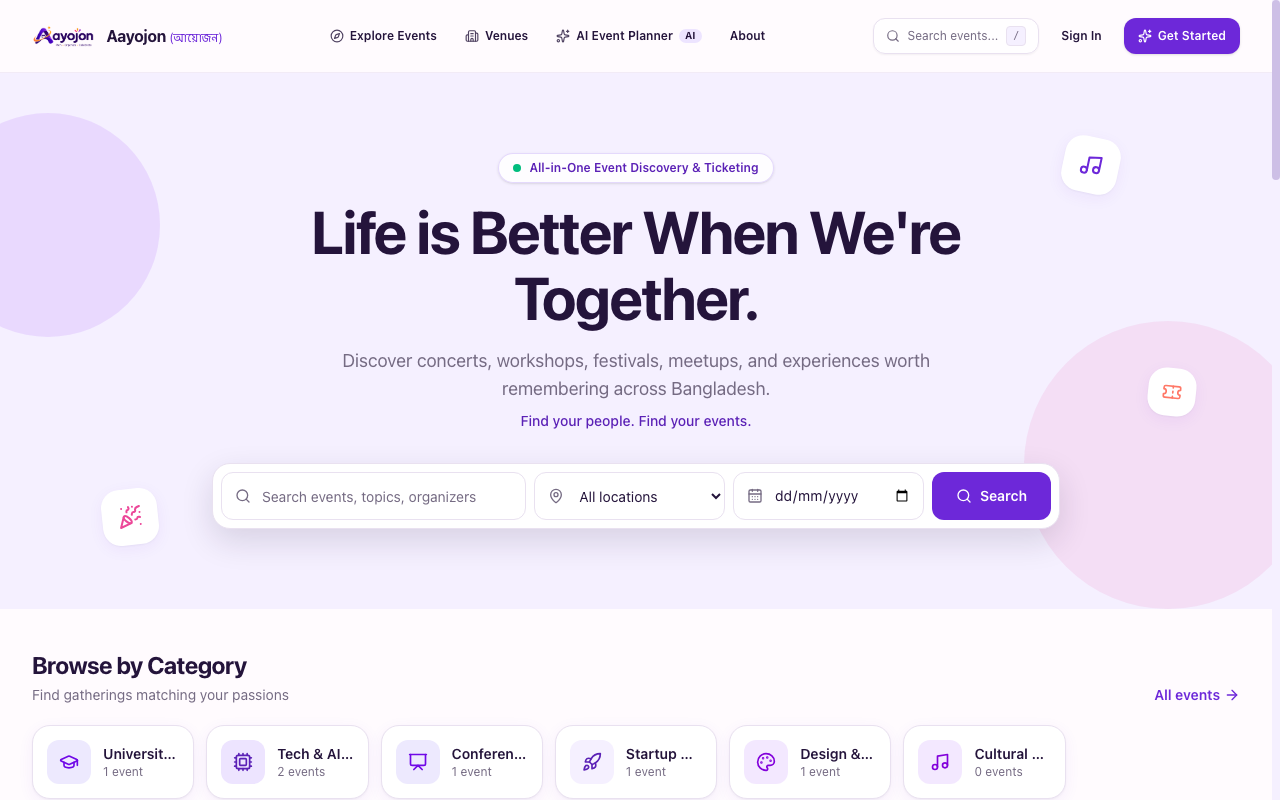 Aayojon
Aayojon (আয়োজন)
Explore Events
Venues
AI Event Planner AI
About
Search events... /
Sign In
Get Started
All-in-One Event Discovery & Ticketing
Life is Better When We're
Together.
Discover concerts, workshops, festivals, meetups, and experiences worth
remembering across Bangladesh.
Find your people. Find your events.
Search events, topics, organizers
All locations
dd/mm/yyyy
Search
Browse by Category
Find gatherings matching your passions
All events
Universit...
1 event
Tech & AI...
2 events
Conferen...
1 event
Startup ...
1 event
Design &...
1 event
Cultural ...
0 events